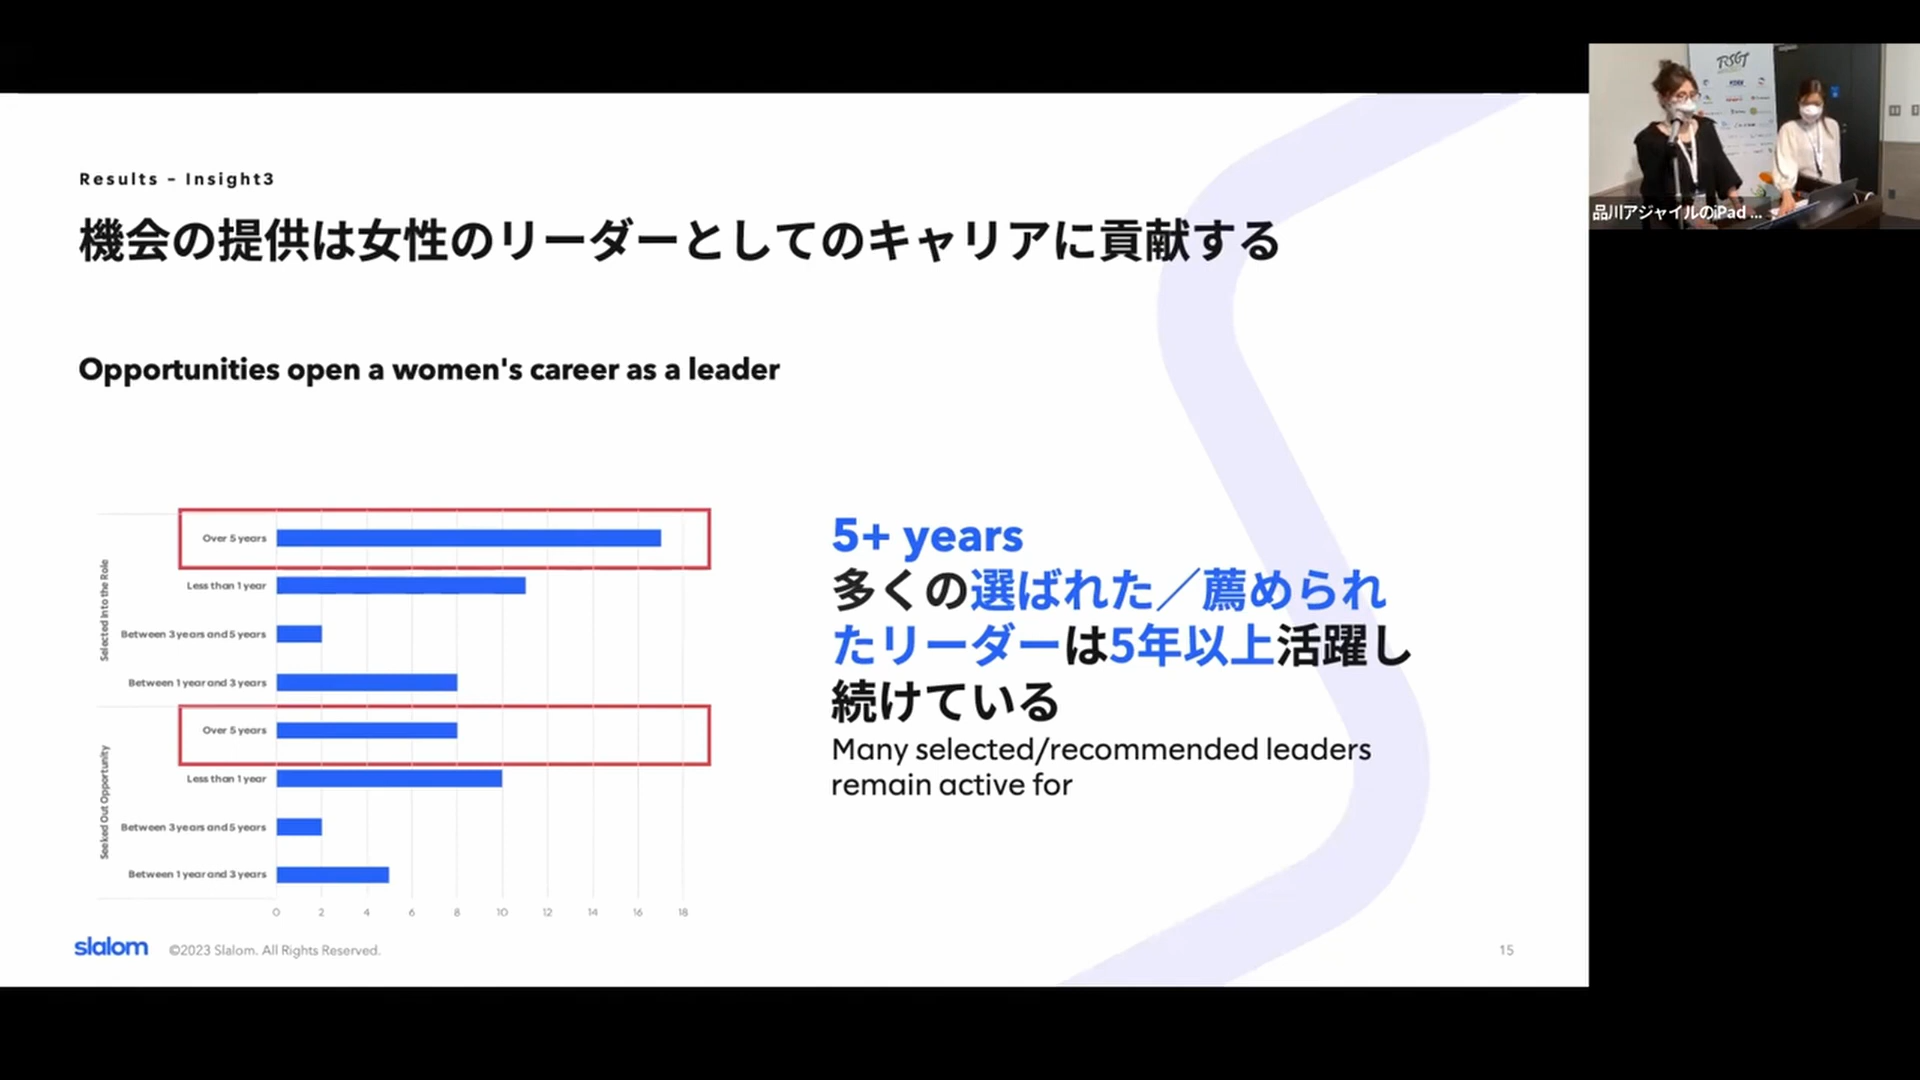 Results – Insight3
機会の提供は女性のリーダーとしてのキャリアに貢献する
Opportunities open a women's career as a leader
Selected Into the Role
Over 5 years
Less than 1 year
Between 3 years and 5 years
Between 1 year and 3 years
Seeked Out Opportunity
Over 5 years
Less than 1 year
Between 3 years and 5 years
Between 1 year and 3 years
0 2 4 6 8 10 12 14 16 18
5+ years
多くの選ばれた／薦められ
たリーダーは5年以上活躍し
続けている
Many selected/recommended leaders
remain active for
slalom
©2023 Slalom. All Rights Reserved.
15
RSGT
品川アジャイルのiPad ...